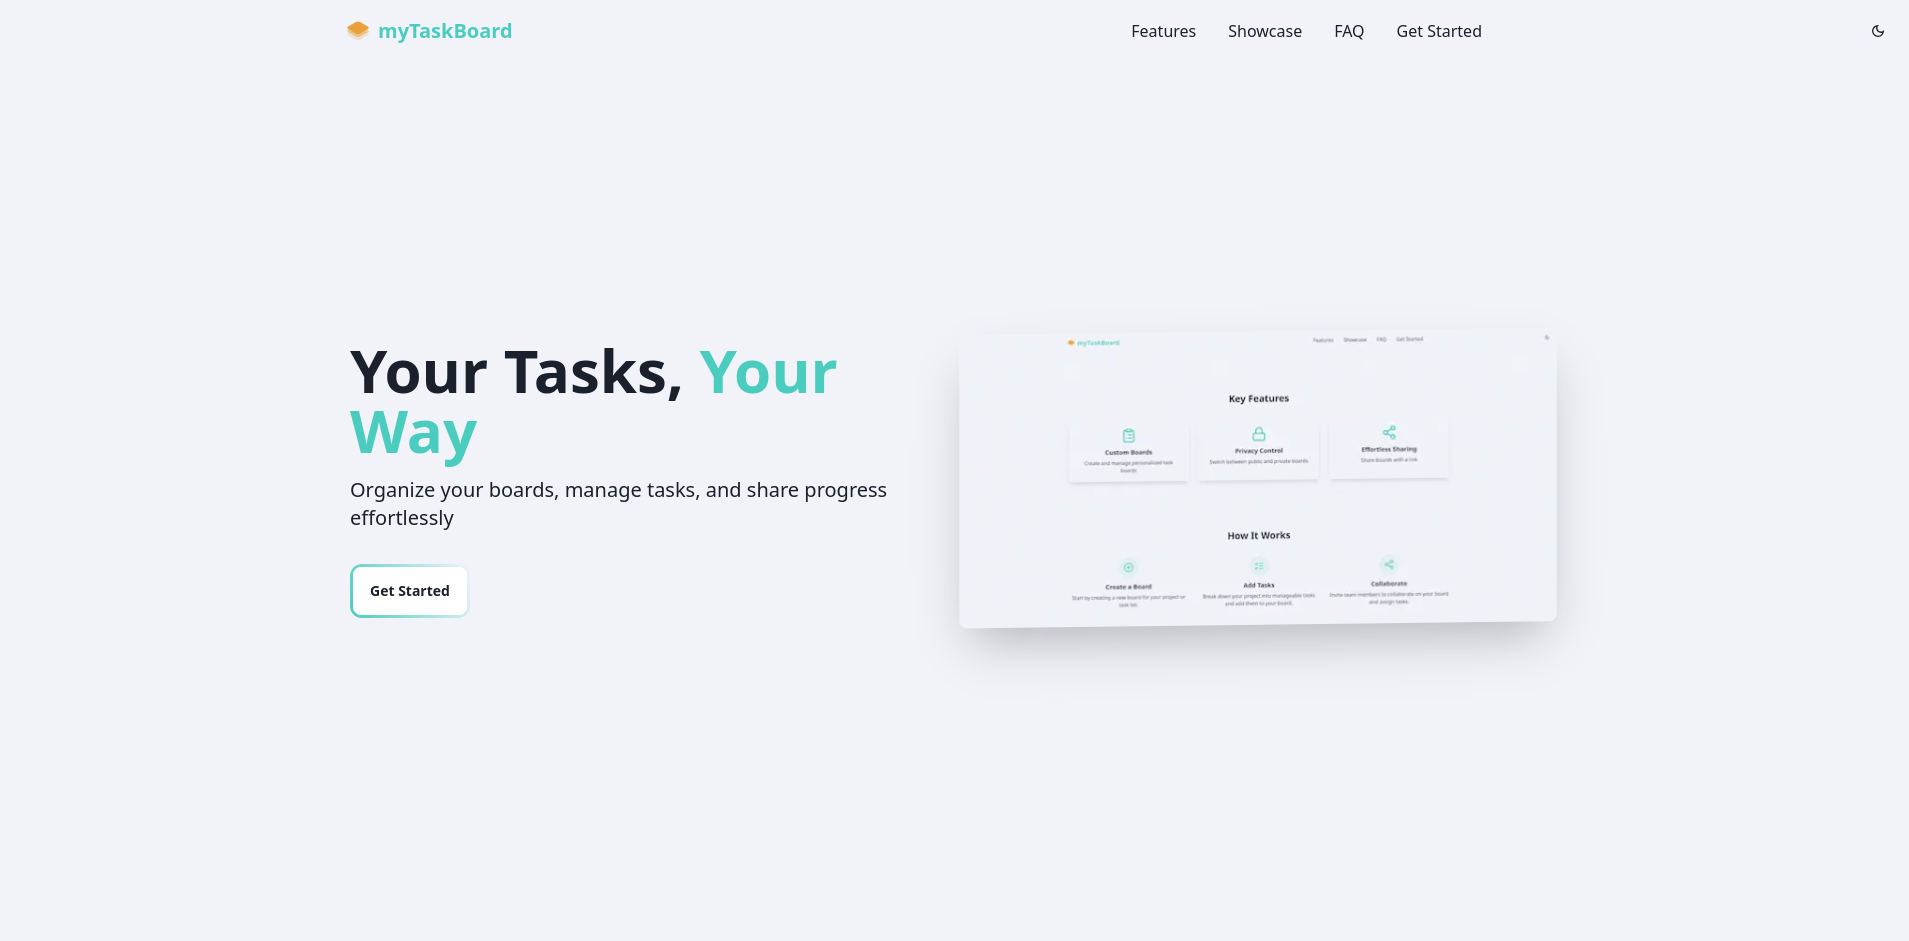 myTaskBoard
Features Showcase FAQ Get Started
Your Tasks, Your
Way
Organize your boards, manage tasks, and share progress
effortlessly
Get Started
myTaskBoard
Features Showcase FAQ Get Started
Key Features
Custom Boards
Create and manage personalized task
boards
Privacy Control
Switch between public and private boards
Effortless Sharing
Share boards with a link
How It Works
Create a Board
Start by creating a new board for your project or
task list.
Add Tasks
Break down your project into manageable tasks
and add them to your board.
Collaborate
Invite team members to collaborate on your board
and assign tasks.